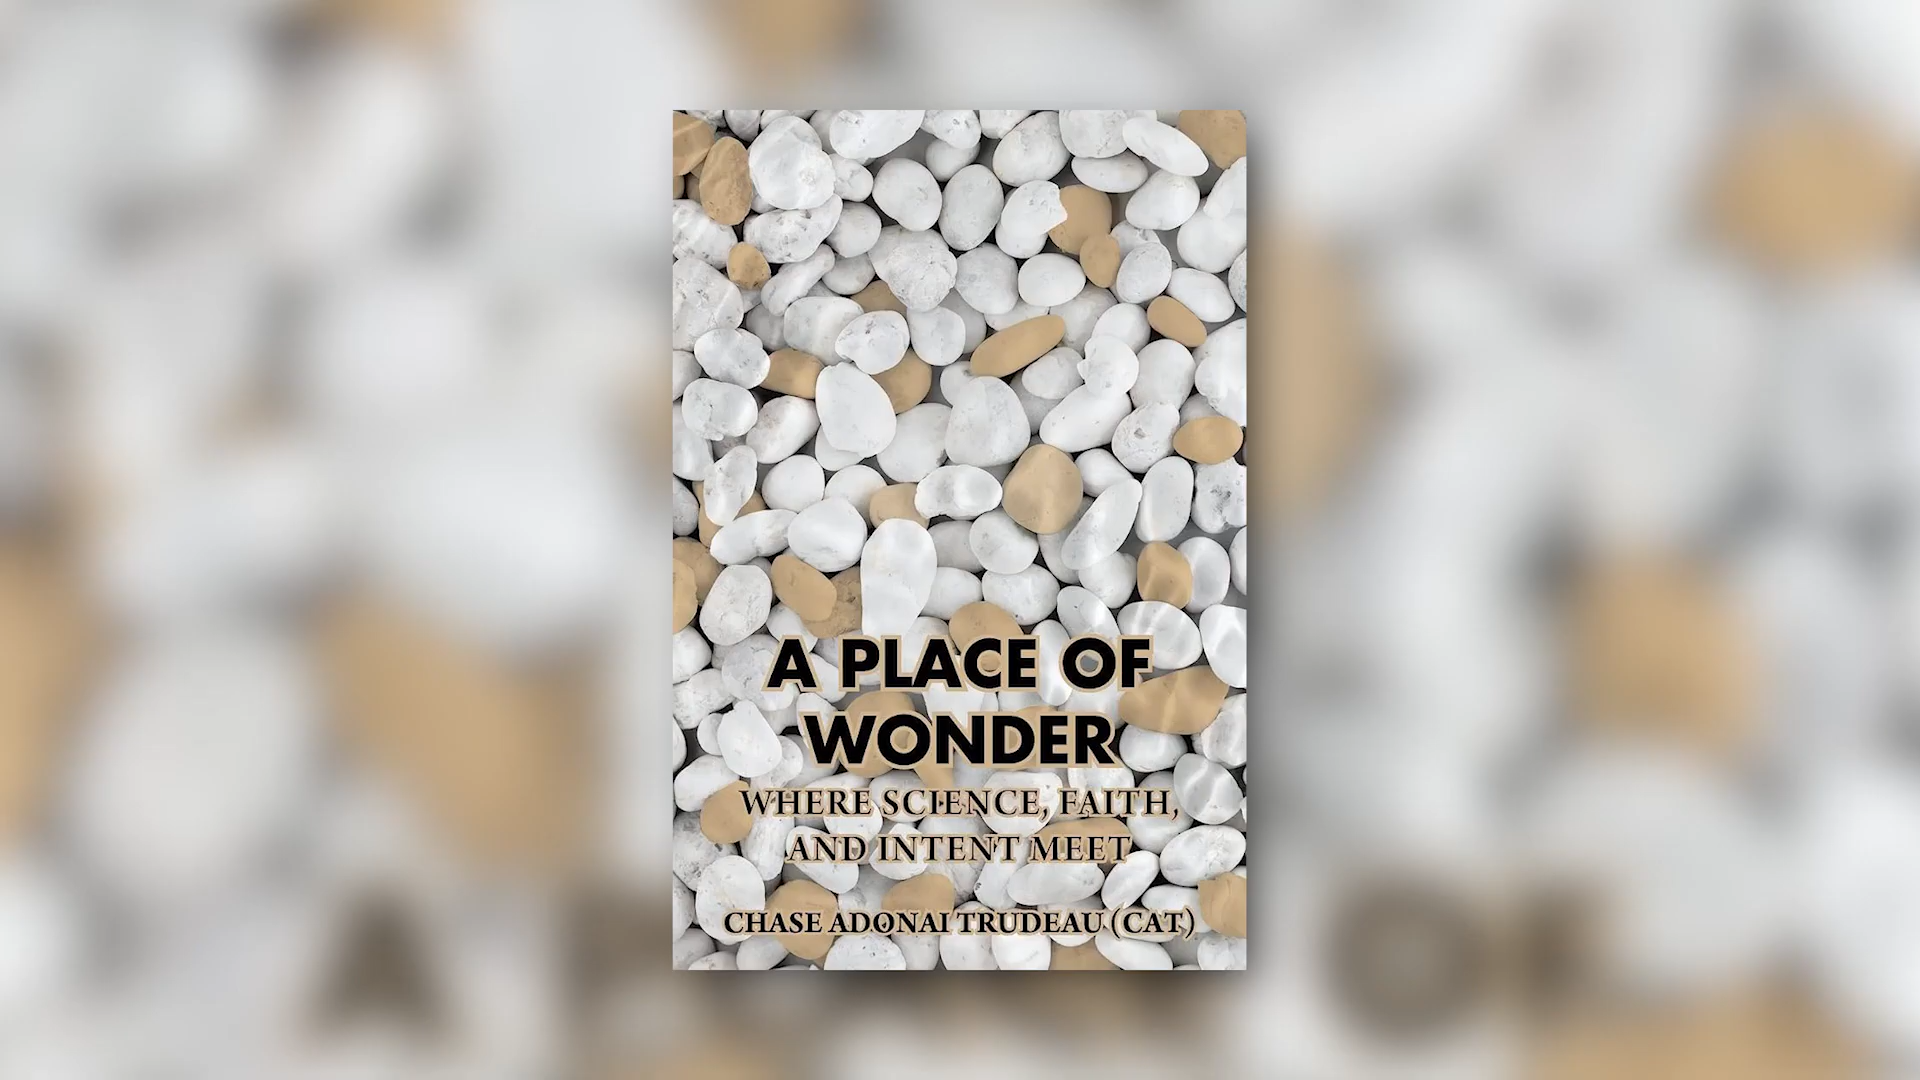 A PLACE OF
WONDER
WHERE SCIENCE, FAITH,
AND INTENT MEET
CHASE ADONAI TRUDEAU (CAT)